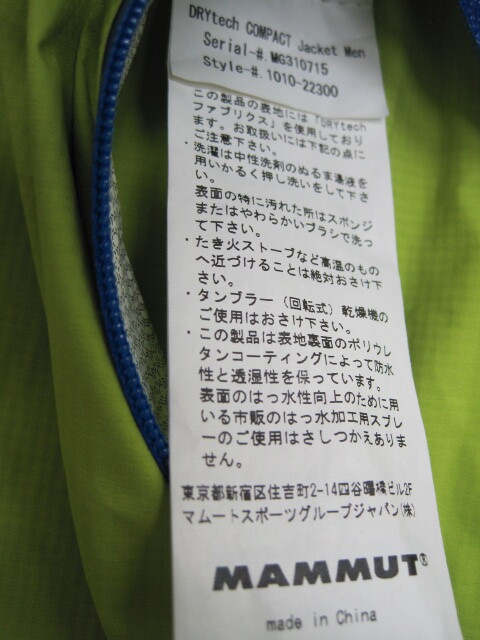 DRYtech COMPACT Jacket Men
Serial-#. MG310715
Style-#. 1010-22300
この製品の表地には「DRYtech
ファブリクス」を使用しており
ます。お取扱いには下記の点に
ご注意下さい。
・洗濯は中性洗剤のぬるま湯液を
用いかるく押し洗いをして下さ
い。
表面の特に汚れた所はスポンジ
またはやわらかいブラシで洗っ
て下さい。
・たき火ストーブなど高温のもの
へ近づけることは絶対おさけ下
さい。
・タンブラー（回転式）乾燥機の
ご使用はおさけ下さい。
・この製品は表地裏面のポリウレ
タンコーティングによって防水
性と透湿性を保っています。
表面のはっ水性向上のために用
いる市販のはっ水加工用スプレ
ーのご使用はさしつかえありま
せん。
東京都新宿区住吉町2-14四谷曙橋ビル2F
マムートスポーツグループジャパン(株)
MAMMUT®
made in China